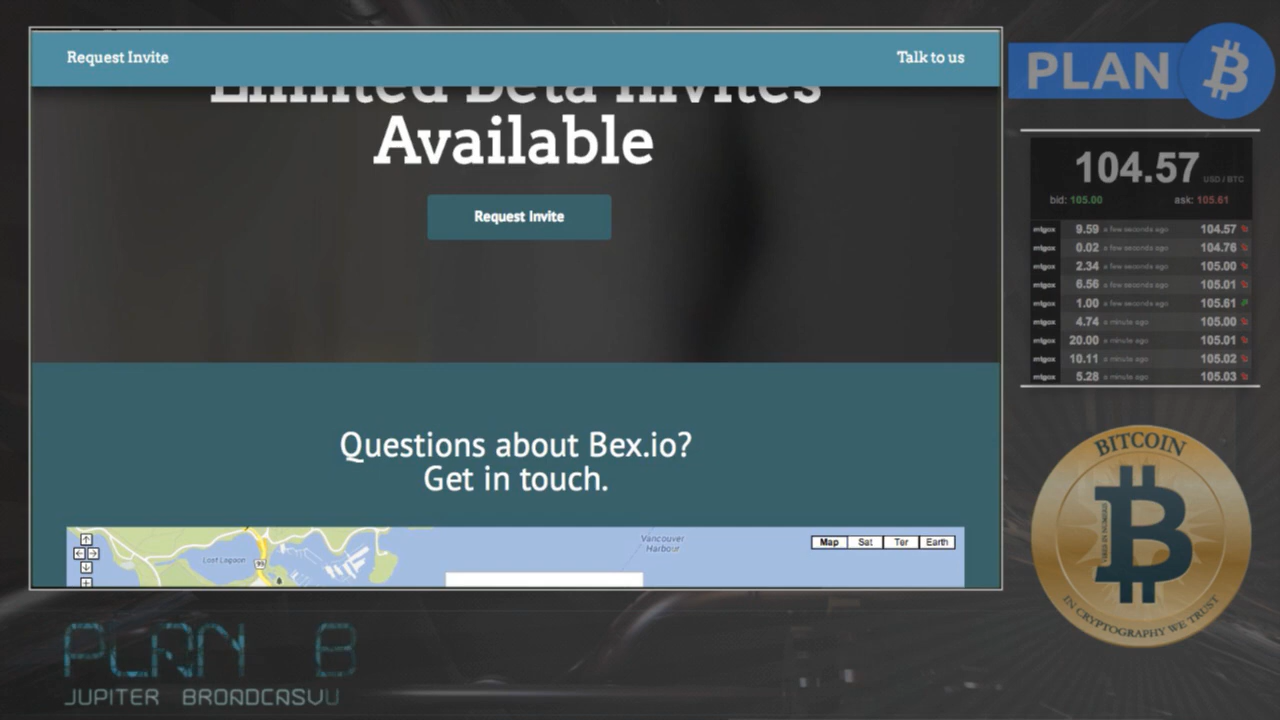 Request Invite
Talk to us
Limited Beta Invites
Available
Request Invite
Questions about Bex.io?
Get in touch.
Lost Lagoon
99
Vancouver
Harbour
Map Sat Ter Earth
PLAN B
JUPITER BROADCASVU
PLAN
104.57 USD / BTC
bid: 105.00 ask: 105.61
mtgox 9.59 a few seconds ago 104.57
mtgox 0.02 a few seconds ago 104.76
mtgox 2.34 a few seconds ago 105.00
mtgox 6.56 a few seconds ago 105.01
mtgox 1.00 a few seconds ago 105.61
mtgox 4.74 a minute ago 105.00
mtgox 20.00 a minute ago 105.01
mtgox 10.11 a minute ago 105.02
mtgox 5.28 a minute ago 105.03
BITCOIN
IN CRYPTOGRAPHY WE TRUST